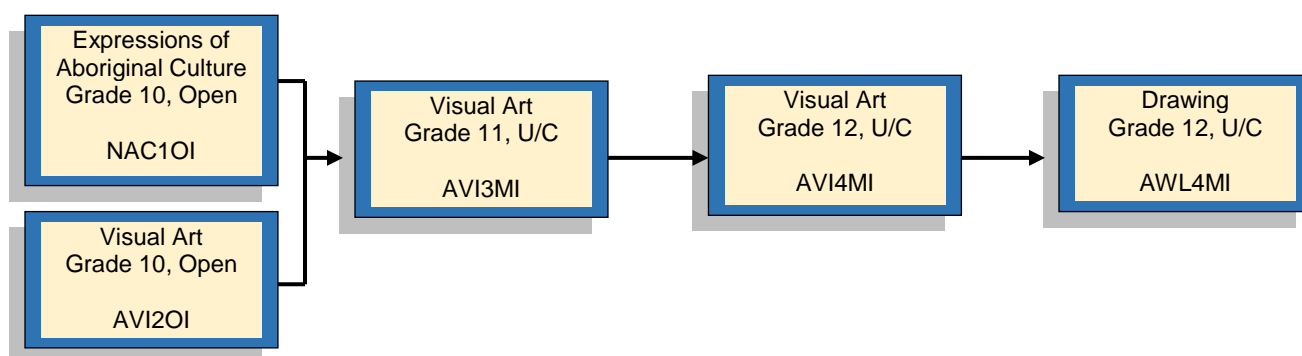 Expressions of
Aboriginal Culture
Grade 10, Open
NAC1OI
Visual Art
Grade 10, Open
AVI2OI
Visual Art
Grade 11, U/C
AVI3MI
Visual Art
Grade 12, U/C
AVI4MI
Drawing
Grade 12, U/C
AWL4MI